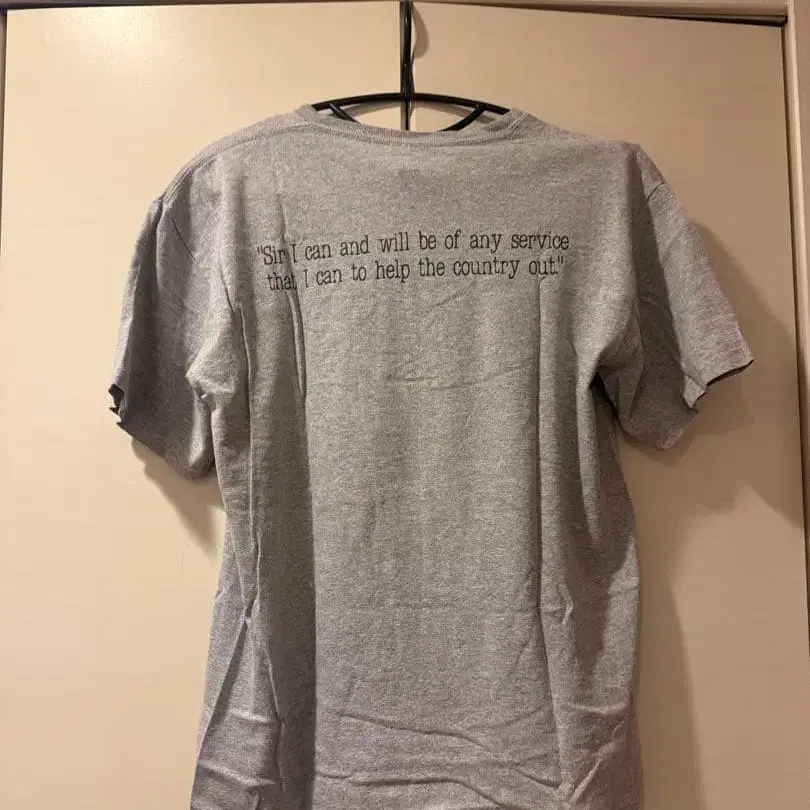 "Sir I can and will be of any service
that I can to help the country out."